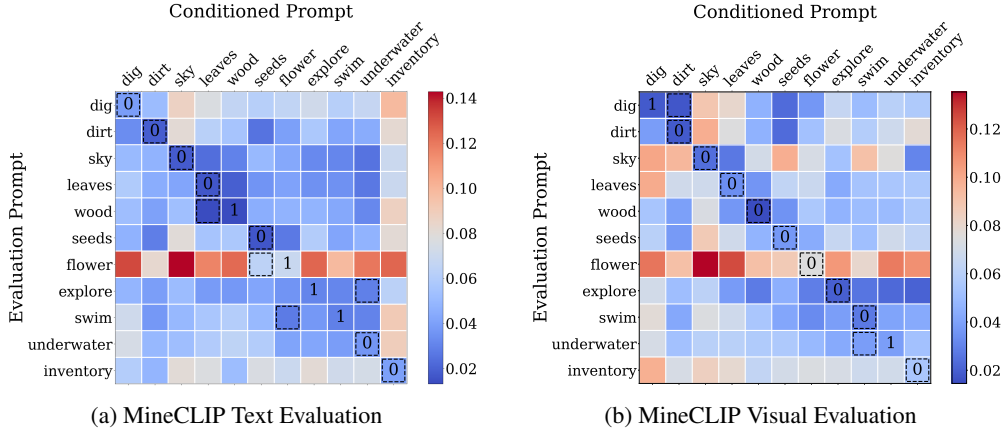 Conditioned Prompt
dig dirt sky leaves wood seeds flower explore swim underwater inventory
Evaluation Prompt
dig 0
dirt 0
sky 0
leaves 0
wood 1
seeds 0
flower 1
explore 1
swim 1
underwater 0
inventory 0
0.14
0.12
0.10
0.08
0.06
0.04
0.02
(a) MineCLIP Text Evaluation
Conditioned Prompt
dig dirt sky leaves wood seeds flower explore swim underwater inventory
Evaluation Prompt
dig 1
dirt 0
sky 0
leaves 0
wood 0
seeds 0
flower 0
explore 0
swim 0
underwater 1
inventory 0
0.12
0.10
0.08
0.06
0.04
0.02
(b) MineCLIP Visual Evaluation